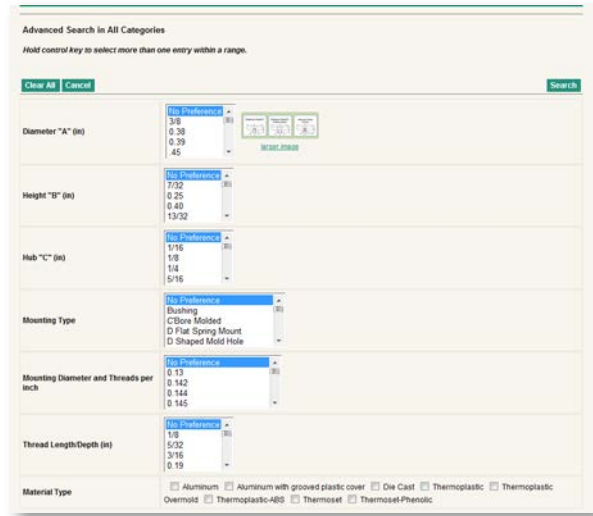 Advanced Search in All Categories
Hold control key to select more than one entry within a range.
Clear All Cancel Search
Diameter "A" (in)
No Preference
3/8
0.38
0.39
.45
larger image
Height "B" (in)
No Preference
7/32
0.25
0.40
13/32
Hub "C" (in)
No Preference
1/16
1/8
1/4
5/16
Mounting Type
No Preference
Bushing
C'Bore Molded
D Flat Spring Mount
D Shaped Mold Hole
Mounting Diameter and Threads per
inch
No Preference
0.13
0.142
0.144
0.145
Thread Length/Depth (in)
No Preference
1/8
5/32
3/16
0.19
Material Type
Aluminum Aluminum with grooved plastic cover Die Cast Thermoplastic Thermoplastic
Overmold Thermoplastic-ABS Thermoset Thermoset-Phenolic